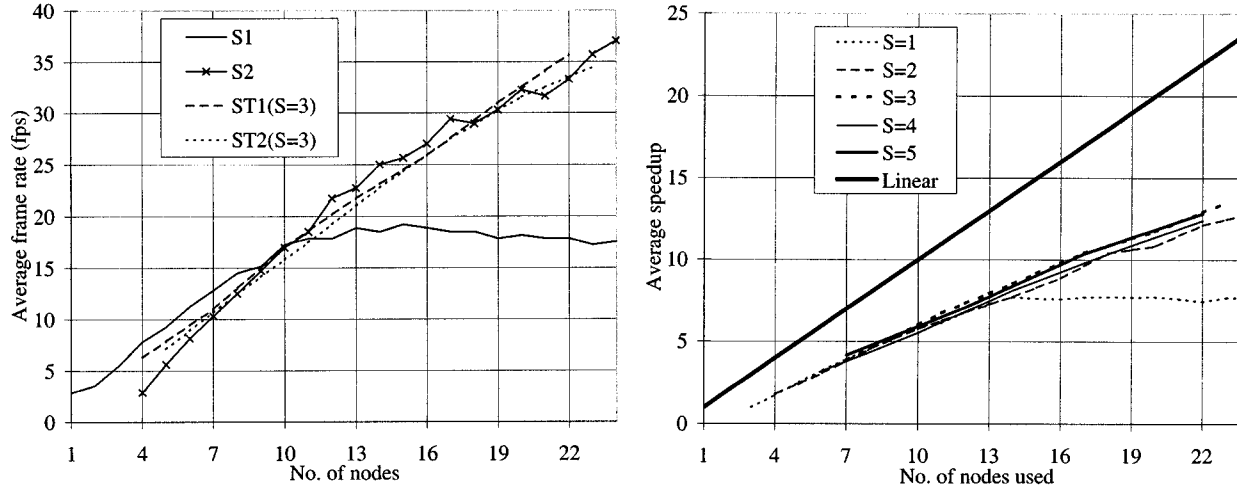 Average frame rate (fps)
40
35
30
25
20
15
10
5
0
S1
S2
ST1(S=3)
ST2(S=3)
1 4 7 10 13 16 19 22
No. of nodes
Average speedup
25
20
15
10
5
0
S=1
S=2
S=3
S=4
S=5
Linear
1 4 7 10 13 16 19 22
No. of nodes used